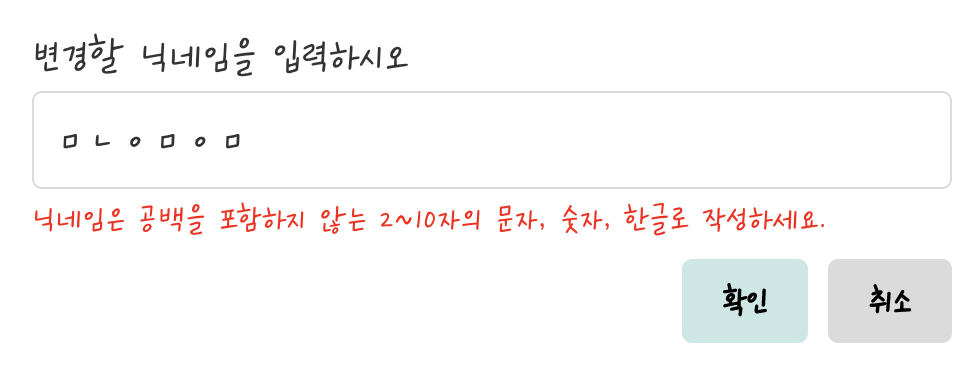 변경할 닉네임을 입력하시오
ㅁㄴㅇㅁㅇㅁ
닉네임은 공백을 포함하지 않는 2~10자의 문자, 숫자, 한글로 작성하세요.
확인 취소